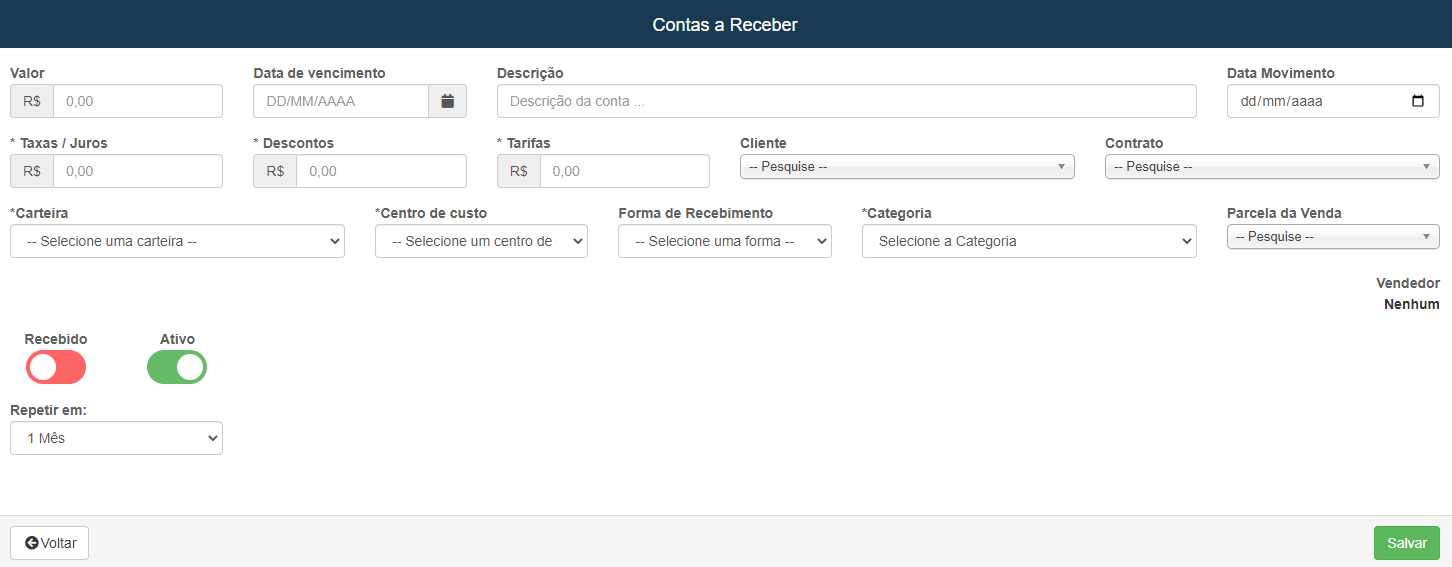 Contas a Receber
Valor Data de vencimento Descrição Data Movimento
R$ 0,00 DD/MM/AAAA Descrição da conta ... dd/mm/aaaa
* Taxas / Juros * Descontos * Tarifas Cliente Contrato
R$ 0,00 R$ 0,00 R$ 0,00 -- Pesquise -- -- Pesquise --
*Carteira *Centro de custo Forma de Recebimento *Categoria Parcela da Venda
-- Selecione uma carteira -- -- Selecione um centro de -- Selecione uma forma -- Selecione a Categoria -- Pesquise --
Vendedor
Nenhum
Recebido Ativo
Repetir em:
1 Mês
Voltar Salvar